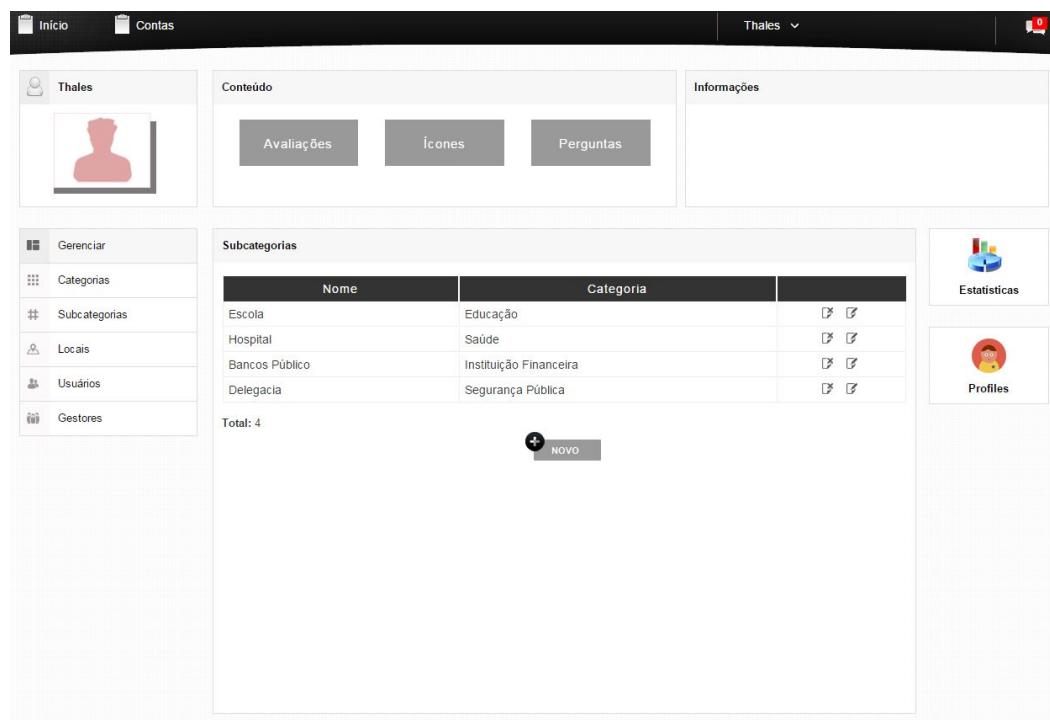 Início Contas Thales 0
Thales Conteúdo Informações
Avaliações Ícones Perguntas
Gerenciar Subcategorias
Categorias
Nome Categoria Estatisticas
Subcategorias Escola Educação
Hospital Saúde
Locais
Bancos Público Instituição Financeira
Usuários Delegacia Segurança Pública Profiles
Gestores Total: 4
NOVO